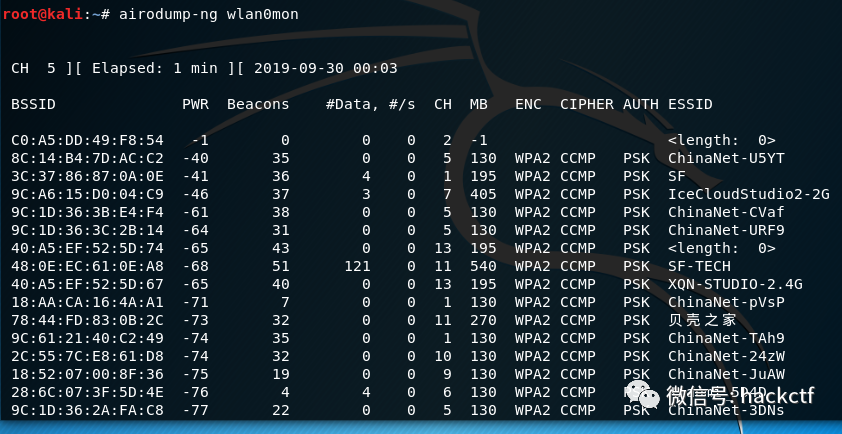 root@kali:~# airodump-ng wlan0mon
CH 5 ][ Elapsed: 1 min ][ 2019-09-30 00:03
BSSID PWR Beacons #Data, #/s CH MB ENC CIPHER AUTH ESSID
C0:A5:DD:49:F8:54 -1 0 0 0 2 -1 <length: 0>
8C:14:B4:7D:AC:C2 -40 35 0 0 5 130 WPA2 CCMP PSK ChinaNet-U5YT
3C:37:86:87:0A:0E -41 36 4 0 1 195 WPA2 CCMP PSK SF
9C:A6:15:D0:04:C9 -46 37 3 0 7 405 WPA2 CCMP PSK IceCloudStudio2-2G
9C:1D:36:3B:E4:F4 -61 38 0 0 5 130 WPA2 CCMP PSK ChinaNet-CVaf
9C:1D:36:3C:2B:14 -64 31 0 0 5 130 WPA2 CCMP PSK ChinaNet-URF9
40:A5:EF:52:5D:74 -65 43 0 0 13 195 WPA2 CCMP PSK <length: 0>
48:0E:EC:61:0E:A8 -68 51 121 0 11 540 WPA2 CCMP PSK SF-TECH
40:A5:EF:52:5D:67 -65 40 0 0 13 195 WPA2 CCMP PSK XQN-STUDIO-2.4G
18:AA:CA:16:4A:A1 -71 7 0 0 1 130 WPA2 CCMP PSK ChinaNet-pVsP
78:44:FD:83:0B:2C -73 32 0 0 11 270 WPA2 CCMP PSK 贝壳之家
9C:61:21:40:C2:49 -74 35 0 0 1 130 WPA2 CCMP PSK ChinaNet-TAh9
2C:55:7C:E8:61:D8 -74 32 0 0 10 130 WPA2 CCMP PSK ChinaNet-24zW
18:52:07:00:8F:36 -75 19 0 0 9 130 WPA2 CCMP PSK ChinaNet-JuAW
28:6C:07:3F:5D:4E -76 4 4 0 6 130 WPA2 CCMP
微信号: hackctf
9C:1D:36:2A:FA:C8 -77 22 0 0 5 130 WPA2 CCMP PSK ChinaNet-3DNs